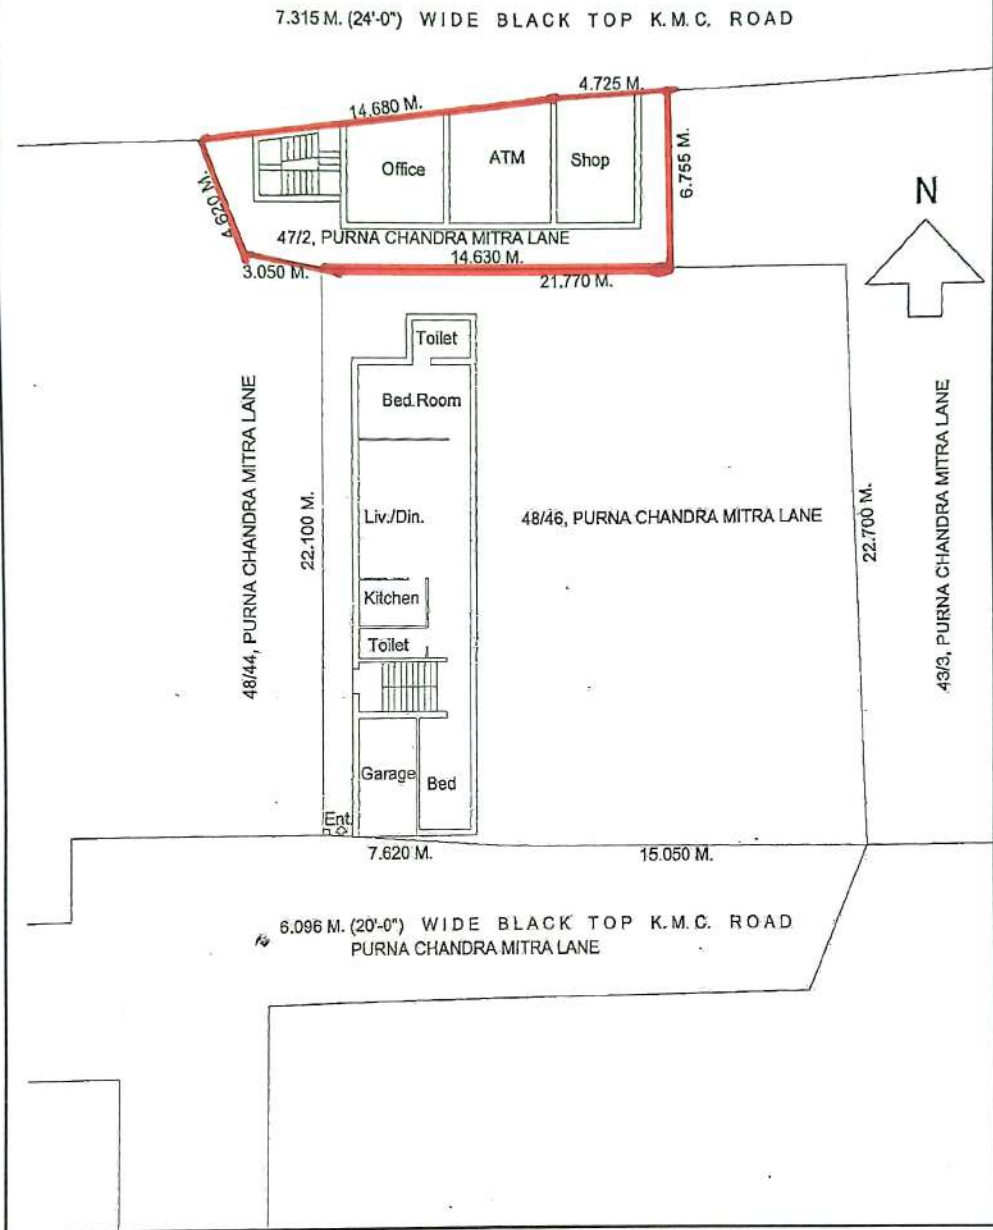 7.315 M. (24'-0") WIDE BLACK TOP K.M.C. ROAD
4.725 M.
14.680 M.
Office
ATM
Shop
6.755 M.
N
4.620 M.
47/2, PURNA CHANDRA MITRA LANE
14.630 M.
3.050 M.
21.770 M.
Toilet
Bed.Room
48/44, PURNA CHANDRA MITRA LANE
22.100 M.
Liv./Din.
48/46, PURNA CHANDRA MITRA LANE
22.700 M.
43/3, PURNA CHANDRA MITRA LANE
Kitchen
Toilet
Garage
Bed
Ent.
7.620 M.
15.050 M.
6.096 M. (20'-0") WIDE BLACK TOP K.M.C. ROAD
PURNA CHANDRA MITRA LANE